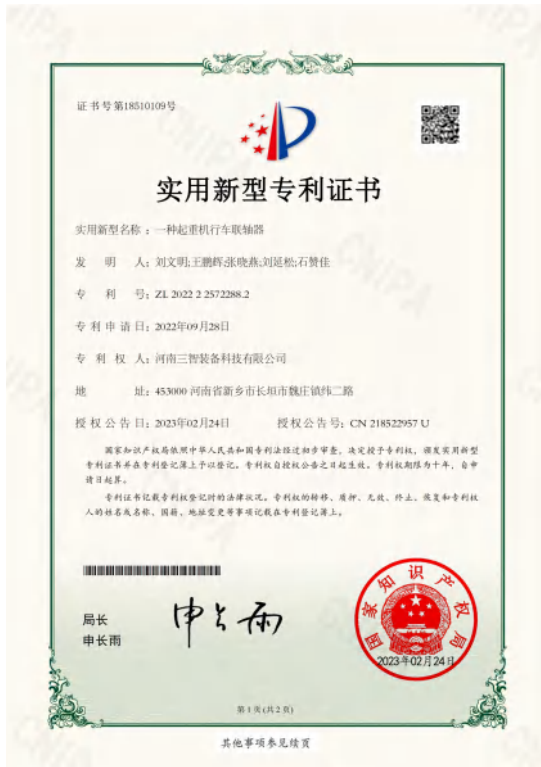 证书号第18510109号
实用新型专利证书
实用新型名称：一种起重机行车联轴器
发明人：刘文明;王鹏辉;张晓燕;刘延松;石赞佳
专利号：ZL 2022 2 2572288.2
专利申请日：2022年09月28日
专利权人：河南三智装备科技有限公司
地址：453000 河南省新乡市长垣市魏庄镇纬二路
授权公告日：2023年02月24日 授权公告号：CN 218522957 U
国家知识产权局依照中华人民共和国专利法经过初步审查，决定授予专利权，颁发实用新型
专利证书并在专利登记簿上予以登记。专利权自授权公告之日起生效。专利权期限为十年，自申
请日起算。
专利证书记载专利权登记时的法律状况。专利权的转移、质押、无效、终止、恢复和专利权
人的姓名或名称、国籍、地址变更等事项记载在专利登记簿上。
局长
申长雨
申长雨
国家知识产权局
2023年02月24日
第1页(共2页)
其他事项参见续页
CNIPA